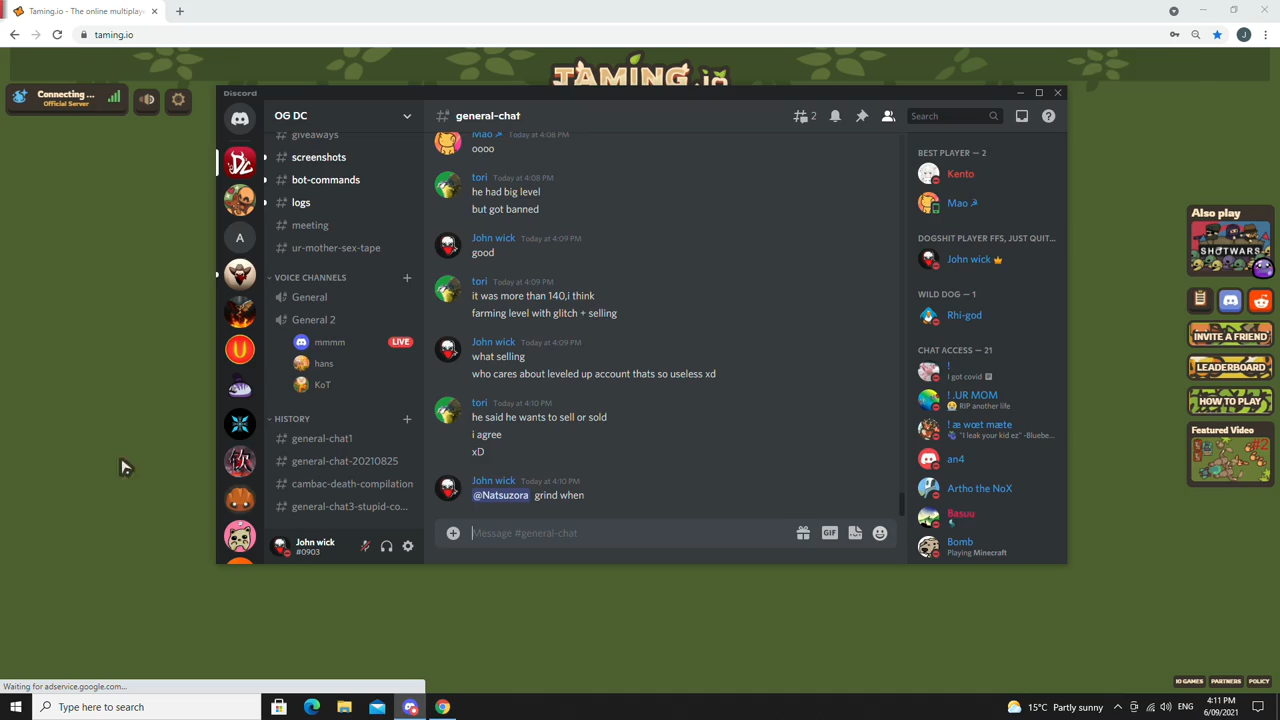 Taming.io - The online multiplaye
taming.io
TAMING.io
Connecting ...
Official Server
Discord
OG DC
general-chat
2
Search
giveaways
screenshots
bot-commands
logs
meeting
ur-mother-sex-tape
VOICE CHANNELS
General
General 2
mmmm
LIVE
hans
KoT
HISTORY
general-chat1
general-chat-20210825
cambac-death-compilation
general-chat3-stupid-co...
John wick
#0903
Mao Today at 4:08 PM
oooo
tori Today at 4:08 PM
he had big level
but got banned
John wick Today at 4:09 PM
good
tori Today at 4:09 PM
it was more than 140,i think
farming level with glitch + selling
John wick Today at 4:09 PM
what selling
who cares about leveled up account thats so useless xd
tori Today at 4:10 PM
he said he wants to sell or sold
i agree
xD
John wick Today at 4:10 PM
@Natsuzora grind when
Message #general-chat
GIF
BEST PLAYER — 2
Kento
Mao
DOGSHIT PLAYER FFS, JUST QUIT...
John wick
WILD DOG — 1
Rhi-god
CHAT ACCESS — 21
!
I got covid
! .UR MOM
RIP another life
! æ wœt mæte
"I leak your kid ez" -Bluebe...
an4
Artho the NoX
Basuu
Bomb
Playing Minecraft
Also play
SHOTWARS
INVITE A FRIEND
LEADERBOARD
HOW TO PLAY
Featured Video
#2
IO GAMES PARTNERS POLICY
Waiting for adservice.google.com...
Type here to search
15°C Partly sunny
ENG
4:11 PM
6/09/2021
J
A
DC
U